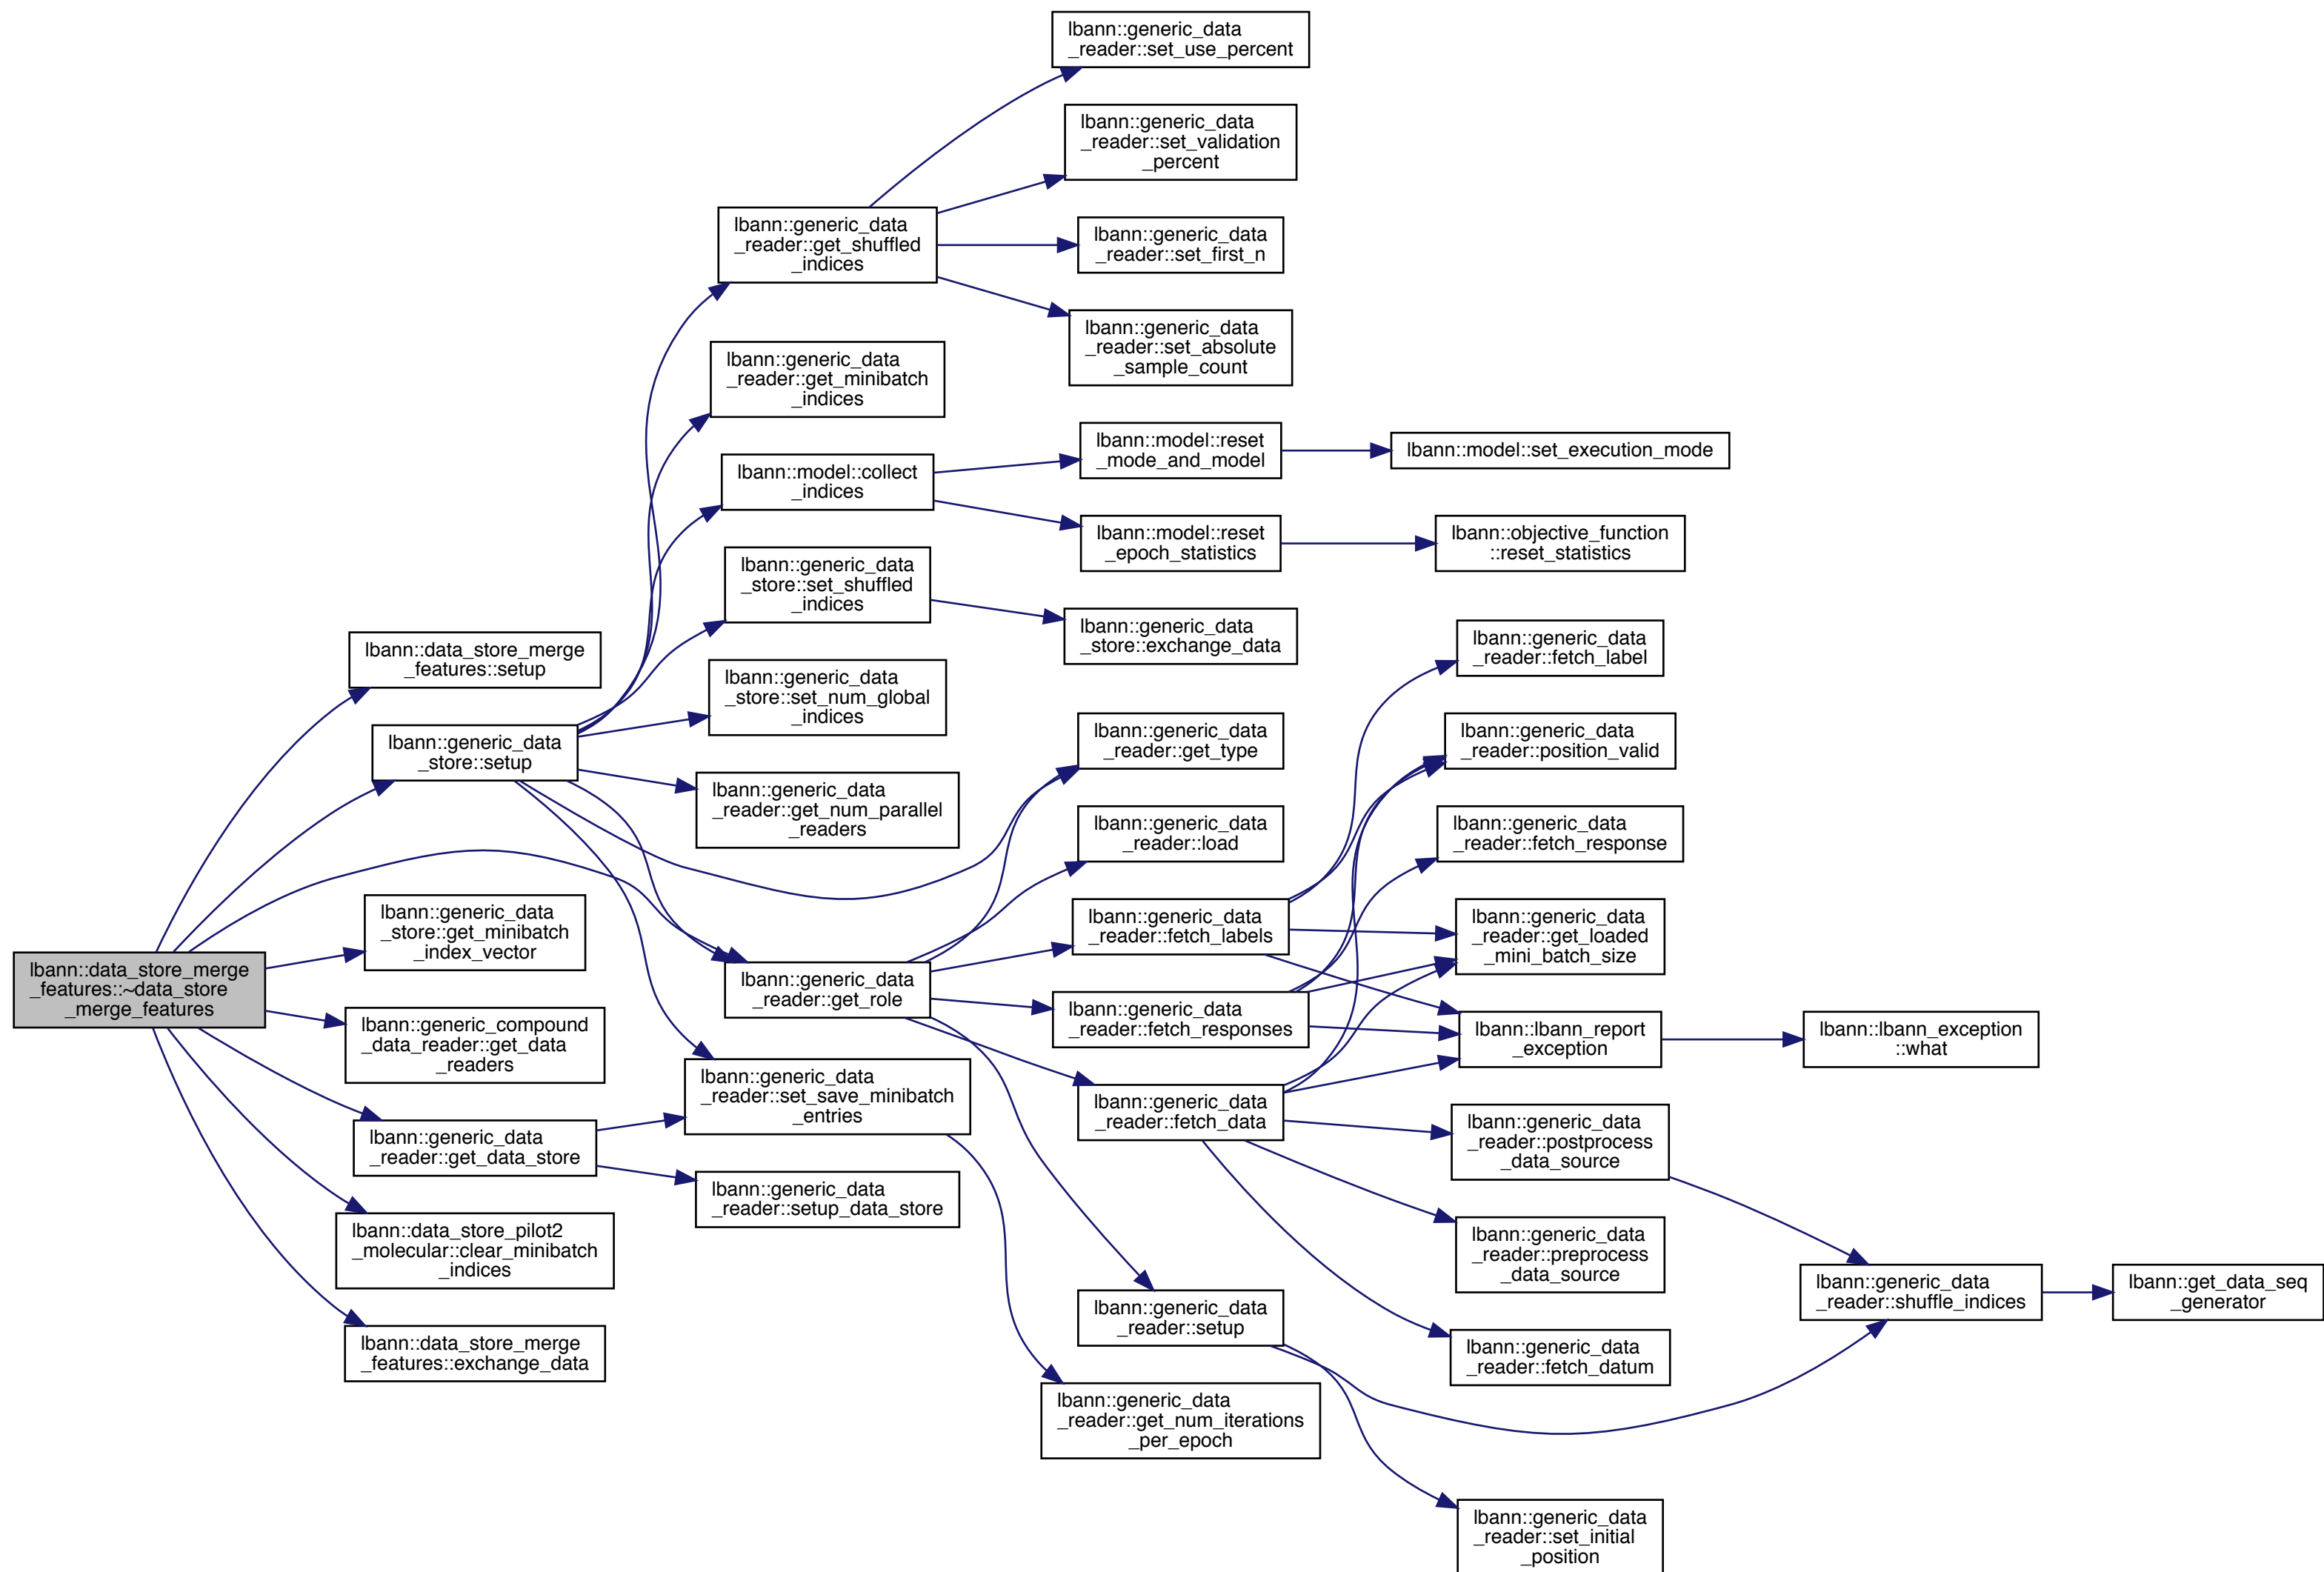 lbann::data_store_merge
_features::~data_store
_merge_features
lbann::data_store_merge
_features::setup
lbann::generic_data
_store::setup
lbann::generic_data
_store::get_minibatch
_index_vector
lbann::generic_compound
_data_reader::get_data
_readers
lbann::generic_data
_reader::get_data_store
lbann::data_store_pilot2
_molecular::clear_minibatch
_indices
lbann::data_store_merge
_features::exchange_data
lbann::generic_data
_reader::get_shuffled
_indices
lbann::generic_data
_reader::get_minibatch
_indices
lbann::model::collect
_indices
lbann::generic_data
_store::set_shuffled
_indices
lbann::generic_data
_store::set_num_global
_indices
lbann::generic_data
_reader::get_num_parallel
_readers
lbann::generic_data
_reader::get_role
lbann::generic_data
_reader::set_save_minibatch
_entries
lbann::generic_data
_reader::setup_data_store
lbann::generic_data
_reader::set_use_percent
lbann::generic_data
_reader::set_validation
_percent
lbann::generic_data
_reader::set_first_n
lbann::generic_data
_reader::set_absolute
_sample_count
lbann::model::reset
_mode_and_model
lbann::model::reset
_epoch_statistics
lbann::generic_data
_store::exchange_data
lbann::generic_data
_reader::get_type
lbann::generic_data
_reader::load
lbann::generic_data
_reader::fetch_labels
lbann::generic_data
_reader::fetch_responses
lbann::generic_data
_reader::fetch_data
lbann::generic_data
_reader::setup
lbann::generic_data
_reader::get_num_iterations
_per_epoch
lbann::model::set_execution_mode
lbann::objective_function
::reset_statistics
lbann::generic_data
_reader::fetch_label
lbann::generic_data
_reader::position_valid
lbann::generic_data
_reader::fetch_response
lbann::generic_data
_reader::get_loaded
_mini_batch_size
lbann::lbann_report
_exception
lbann::generic_data
_reader::postprocess
_data_source
lbann::generic_data
_reader::preprocess
_data_source
lbann::generic_data
_reader::fetch_datum
lbann::generic_data
_reader::set_initial
_position
lbann::lbann_exception
::what
lbann::generic_data
_reader::shuffle_indices
lbann::get_data_seq
_generator